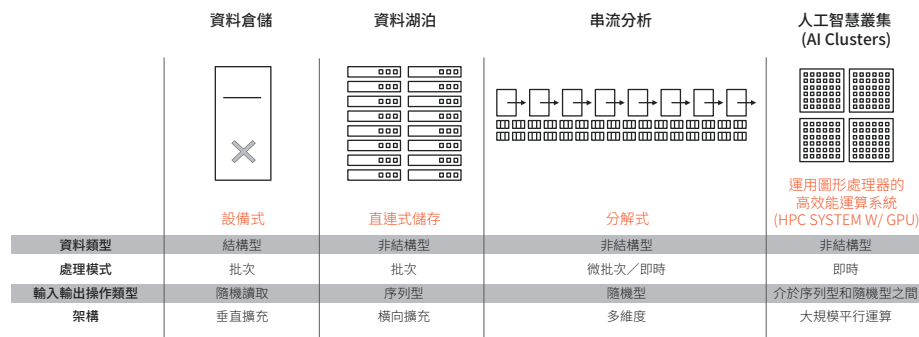 資料倉儲
資料湖泊
串流分析
人工智慧叢集
(AI Clusters)
設備式
直連式儲存
分解式
運用圖形處理器的
高效能運算系統
(HPC SYSTEM W/ GPU)
資料類型 結構型 非結構型 非結構型 非結構型
處理模式 批次 批次 微批次／即時 即時
輸入輸出操作類型 隨機讀取 序列型 隨機型 介於序列型和隨機型之間
架構 垂直擴充 橫向擴充 多維度 大規模平行運算